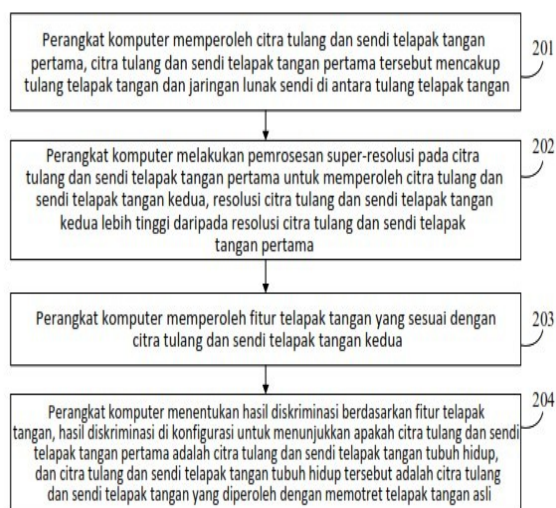 Perangkat komputer memperoleh citra tulang dan sendi telapak tangan
pertama, citra tulang dan sendi telapak tangan pertama tersebut mencakup
tulang telapak tangan dan jaringan lunak sendi di antara tulang telapak tangan
201
Perangkat komputer melakukan pemrosesan super-resolusi pada citra
tulang dan sendi telapak tangan pertama untuk memperoleh citra tulang dan
sendi telapak tangan kedua, resolusi citra tulang dan sendi telapak tangan
kedua lebih tinggi daripada resolusi citra tulang dan sendi telapak
tangan pertama
202
Perangkat komputer memperoleh fitur telapak tangan yang sesuai dengan
citra tulang dan sendi telapak tangan kedua
203
Perangkat komputer menentukan hasil diskriminasi berdasarkan fitur telapak
tangan, hasil diskriminasi di konfigurasi untuk menunjukkan apakah citra tulang dan sendi
telapak tangan pertama adalah citra tulang dan sendi telapak tangan tubuh hidup,
dan citra tulang dan sendi telapak tangan tubuh hidup tersebut adalah citra tulang
dan sendi telapak tangan yang diperoleh dengan memotret telapak tangan asli
204